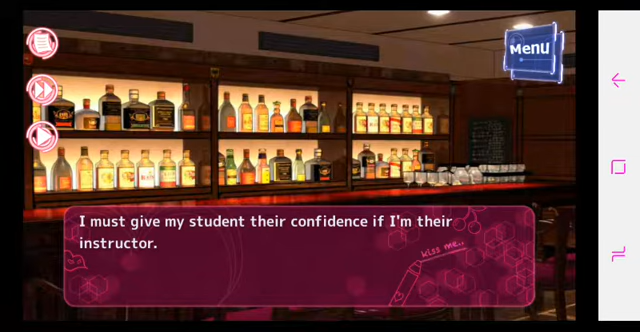 MENU
I must give my student their confidence if I'm their
instructor.
kiss me..